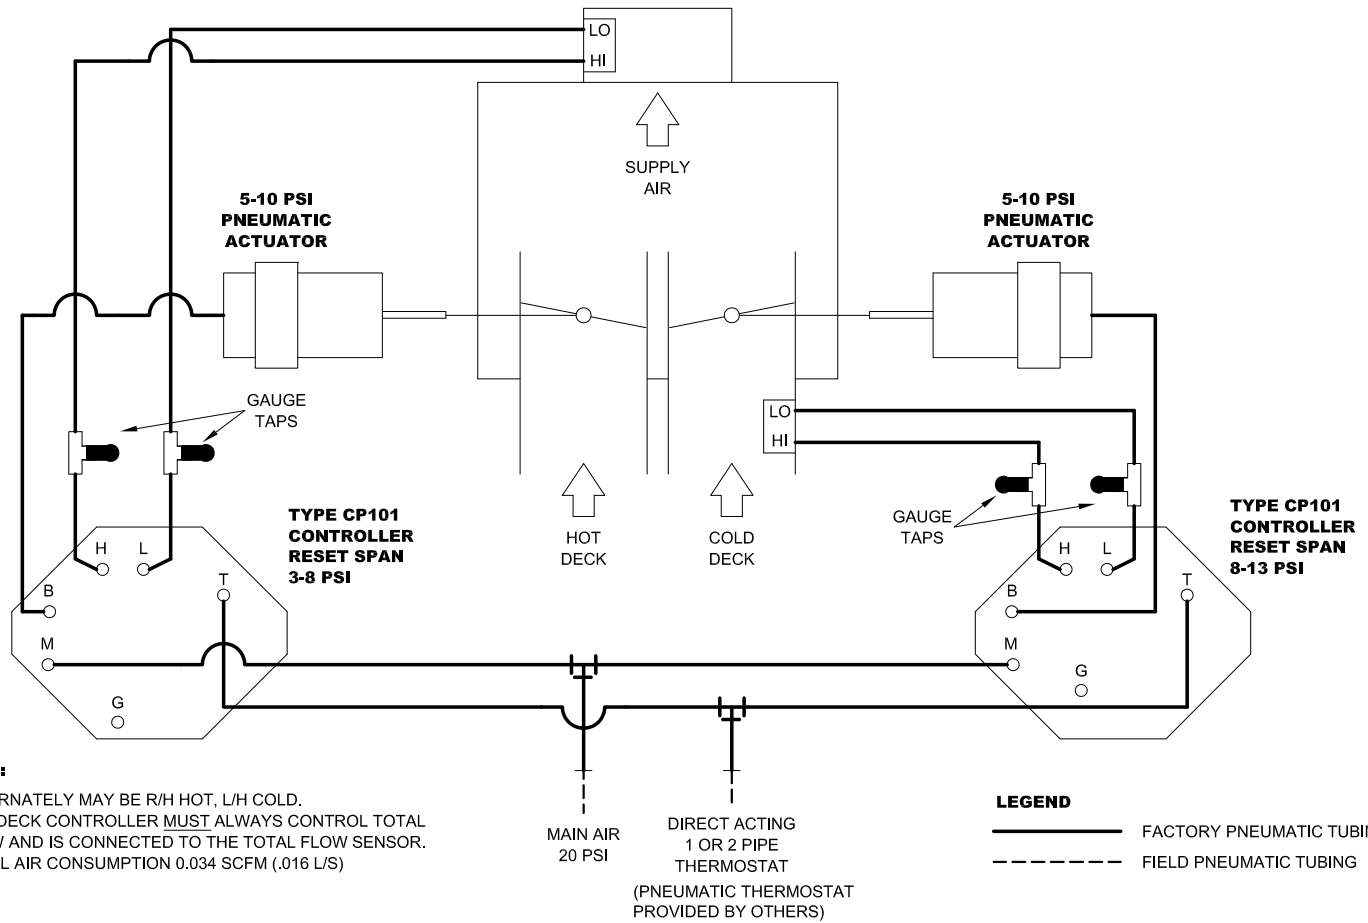 LO
HI
SUPPLY
AIR
5-10 PSI
PNEUMATIC
ACTUATOR
5-10 PSI
PNEUMATIC
ACTUATOR
GAUGE
TAPS
LO
HI
HOT
DECK
COLD
DECK
GAUGE
TAPS
TYPE CP101
CONTROLLER
RESET SPAN
3-8 PSI
TYPE CP101
CONTROLLER
RESET SPAN
8-13 PSI
H L
T
B
M
G
H L
T
B
M
G
:
RNATELY MAY BE R/H HOT, L/H COLD.
DECK CONTROLLER MUST ALWAYS CONTROL TOTAL
W AND IS CONNECTED TO THE TOTAL FLOW SENSOR.
L AIR CONSUMPTION 0.034 SCFM (.016 L/S)
MAIN AIR
20 PSI
DIRECT ACTING
1 OR 2 PIPE
THERMOSTAT
(PNEUMATIC THERMOSTAT
PROVIDED BY OTHERS)
LEGEND
FACTORY PNEUMATIC TUBI
FIELD PNEUMATIC TUBING